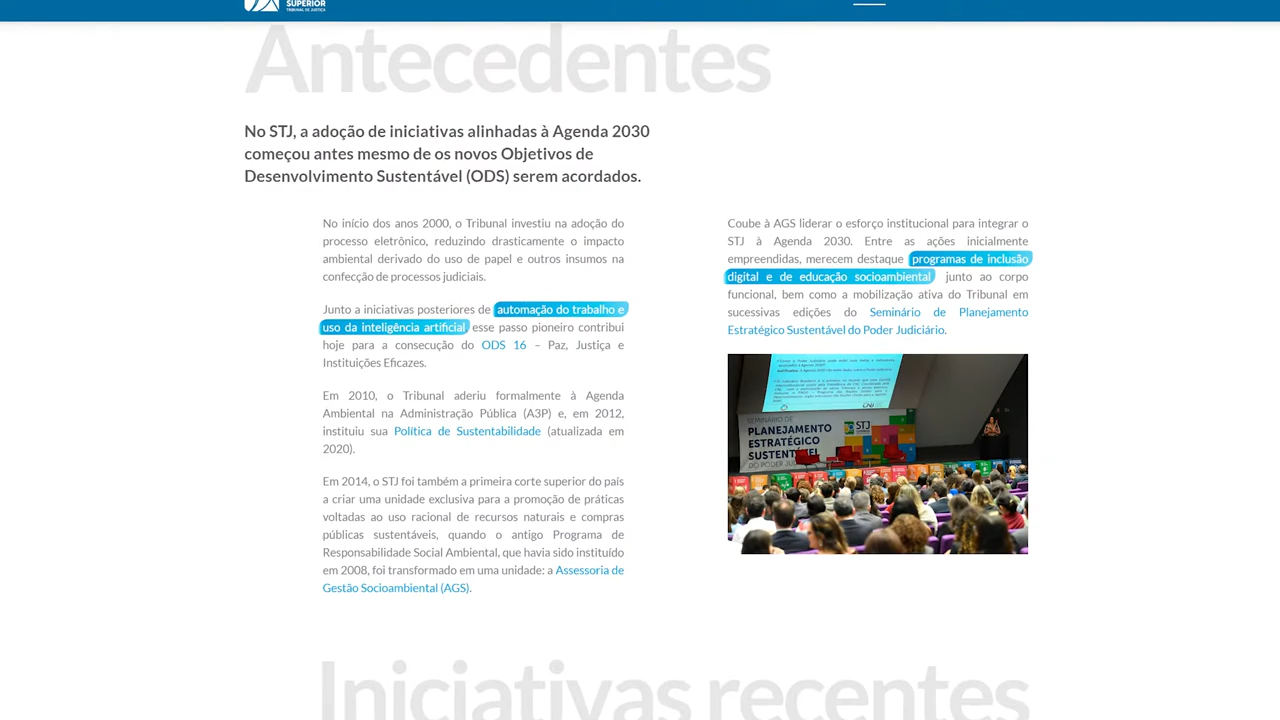 SUPERIOR
TRIBUNAL DE JUSTIÇA
Antecedentes
No STJ, a adoção de iniciativas alinhadas à Agenda 2030
começou antes mesmo de os novos Objetivos de
Desenvolvimento Sustentável (ODS) serem acordados.
No início dos anos 2000, o Tribunal investiu na adoção do
processo eletrônico, reduzindo drasticamente o impacto
ambiental derivado do uso de papel e outros insumos na
confecção de processos judiciais.
Junto a iniciativas posteriores de automação do trabalho e
uso da inteligência artificial esse passo pioneiro contribui
hoje para a consecução do ODS 16 – Paz, Justiça e
Instituições Eficazes.
Em 2010, o Tribunal aderiu formalmente à Agenda
Ambiental na Administração Pública (A3P) e, em 2012,
instituiu sua Política de Sustentabilidade (atualizada em
2020).
Em 2014, o STJ foi também a primeira corte superior do país
a criar uma unidade exclusiva para a promoção de práticas
voltadas ao uso racional de recursos naturais e compras
públicas sustentáveis, quando o antigo Programa de
Responsabilidade Social Ambiental, que havia sido instituído
em 2008, foi transformado em uma unidade: a Assessoria de
Gestão Socioambiental (AGS).
Coube à AGS liderar o esforço institucional para integrar o
STJ à Agenda 2030. Entre as ações inicialmente
empreendidas, merecem destaque programas de inclusão
digital e de educação socioambiental junto ao corpo
funcional, bem como a mobilização ativa do Tribunal em
sucessivas edições do Seminário de Planejamento
Estratégico Sustentável do Poder Judiciário.
CNJ
SEMINÁRIO DE
PLANEJAMENTO
ESTRATÉGICO
SUSTENTÁVEL
DO PODER
STJ
Iniciativas recentes